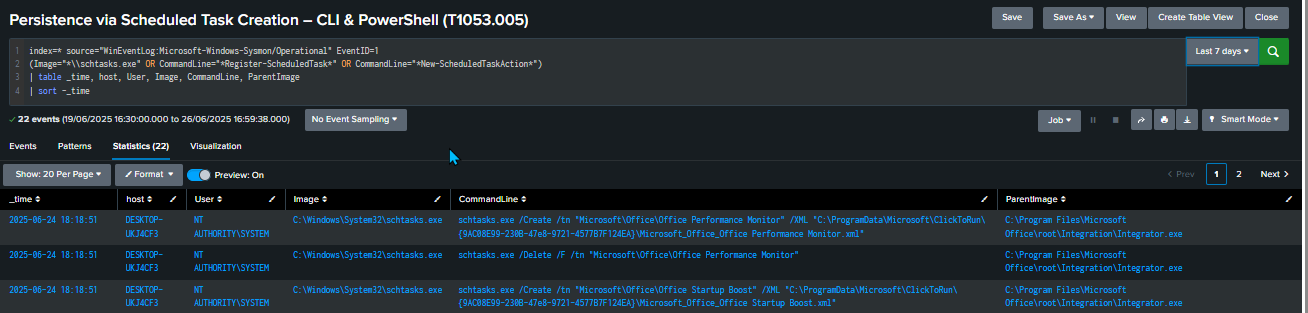 Persistence via Scheduled Task Creation – CLI & PowerShell (T1053.005)
Save
Save As
View
Create Table View
Close
1 index=* source="WinEventLog:Microsoft-Windows-Sysmon/Operational" EventID=1
2 (Image="*\\schtasks.exe" OR CommandLine="*Register-ScheduledTask*" OR CommandLine="*New-ScheduledTaskAction*")
3 | table _time, host, User, Image, CommandLine, ParentImage
4 | sort -_time
Last 7 days
22 events (19/06/2025 16:30:00.000 to 26/06/2025 16:59:38.000)
No Event Sampling
Job
Smart Mode
Events
Patterns
Statistics (22)
Visualization
Show: 20 Per Page
Format
Preview: On
Prev
1
2
Next
_time
host
User
Image
CommandLine
ParentImage
2025-06-24 18:18:51
DESKTOP-
UKJ4CF3
NT
AUTHORITY\SYSTEM
C:\Windows\System32\schtasks.exe
schtasks.exe /Create /tn "Microsoft\Office\Office Performance Monitor" /XML "C:\ProgramData\Microsoft\ClickToRun\
{9AC08E99-230B-47e8-9721-4577B7F124EA}\Microsoft_Office_Office Performance Monitor.xml"
C:\Program Files\Microsoft
Office\root\Integration\Integrator.exe
2025-06-24 18:18:51
DESKTOP-
UKJ4CF3
NT
AUTHORITY\SYSTEM
C:\Windows\System32\schtasks.exe
schtasks.exe /Delete /F /tn "Microsoft\Office\Office Performance Monitor"
C:\Program Files\Microsoft
Office\root\Integration\Integrator.exe
2025-06-24 18:18:51
DESKTOP-
UKJ4CF3
NT
AUTHORITY\SYSTEM
C:\Windows\System32\schtasks.exe
schtasks.exe /Create /tn "Microsoft\Office\Office Startup Boost" /XML "C:\ProgramData\Microsoft\ClickToRun\
{9AC08E99-230B-47e8-9721-4577B7F124EA}\Microsoft_Office_Office Startup Boost.xml"
C:\Program Files\Microsoft
Office\root\Integration\Integrator.exe